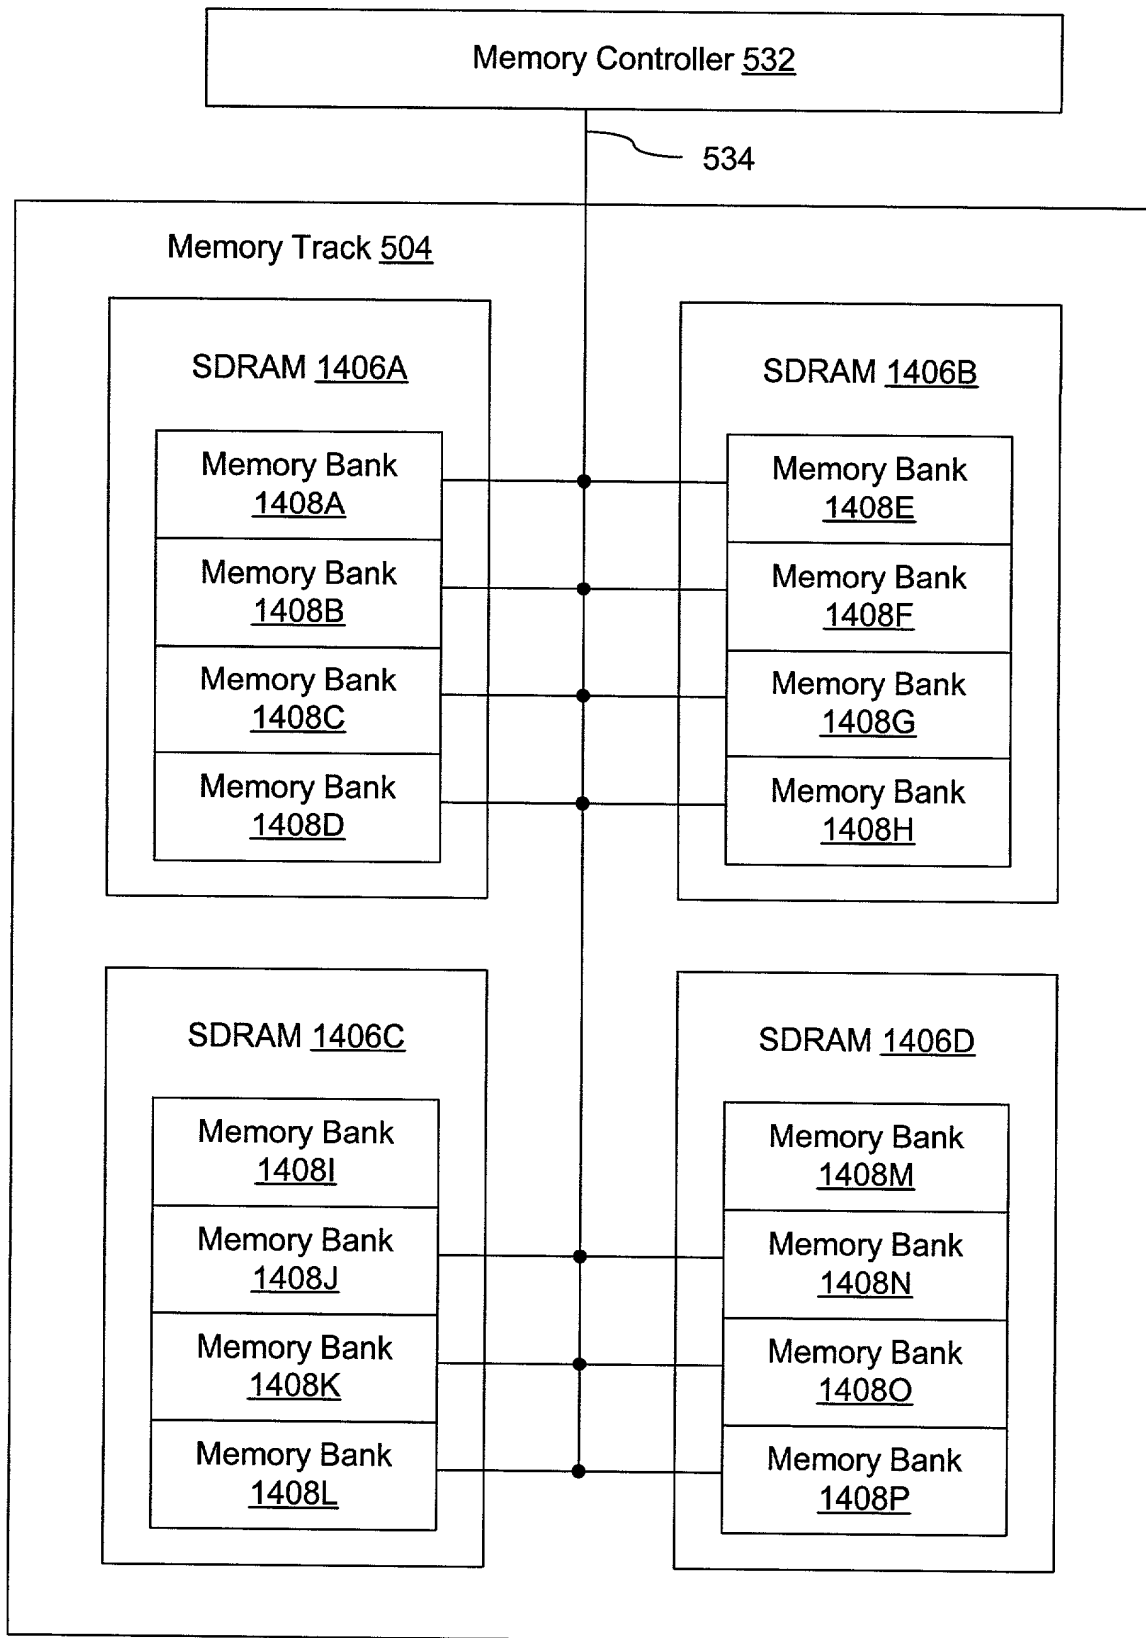 Memory Controller 532
534
Memory Track 504
SDRAM 1406A
Memory Bank
1408A
Memory Bank
1408B
Memory Bank
1408C
Memory Bank
1408D
SDRAM 1406B
Memory Bank
1408E
Memory Bank
1408F
Memory Bank
1408G
Memory Bank
1408H
SDRAM 1406C
Memory Bank
1408I
Memory Bank
1408J
Memory Bank
1408K
Memory Bank
1408L
SDRAM 1406D
Memory Bank
1408M
Memory Bank
1408N
Memory Bank
1408O
Memory Bank
1408P